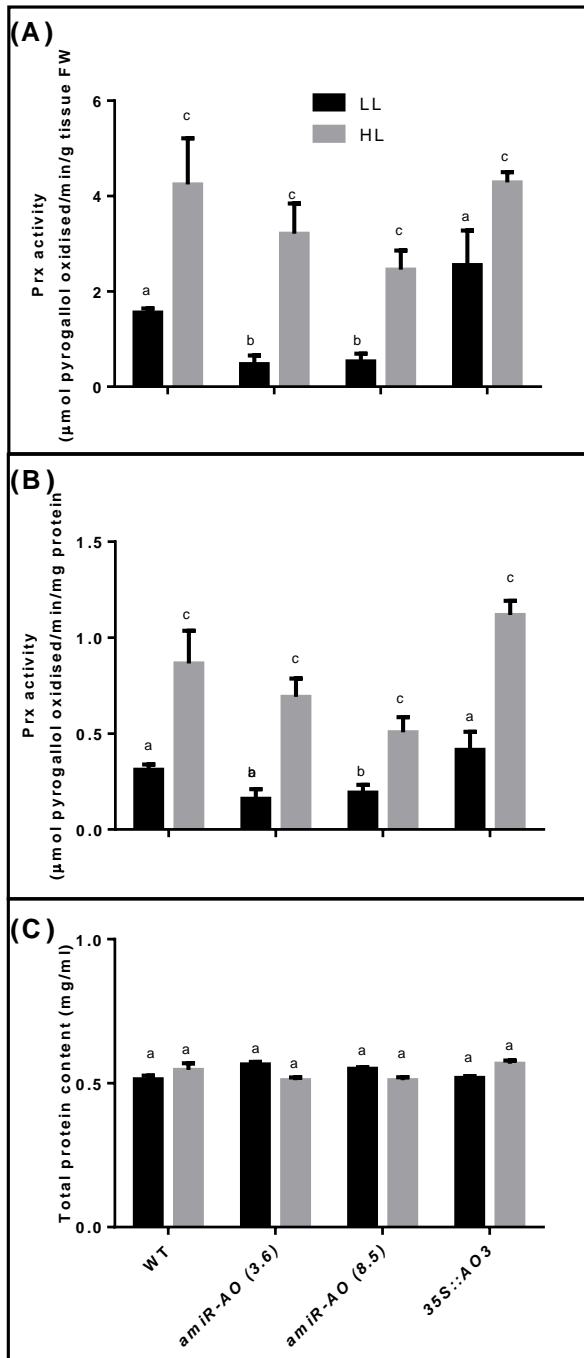 (A)
Prx activity
(µmol pyrogallol oxidised/min/g tissue FW
6
4
2
0
LL
HL
c
c
c
c
a
a
b
b
(B)
Prx activity
(µmol pyrogallol oxidised/min/mg protein
1.5
1.0
0.5
0.0
c
c
c
c
a
b
a
(C)
Total protein content (mg/ml)
1.0
0.5
0.0
a
a
a
a
a
a
a
a
WT
amiR-AO (3.6)
amiR-AO (8.5)
35S::AO3